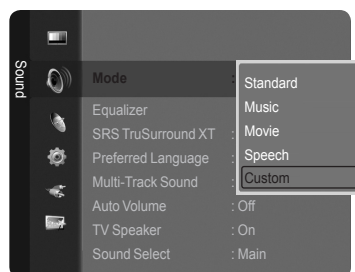 Sound
Mode :
Equalizer
SRS TruSurround XT :
Preferred Language :
Multi-Track Sound :
Auto Volume : Off
TV Speaker : On
Sound Select : Main
Standard
Music
Movie
Speech
Custom